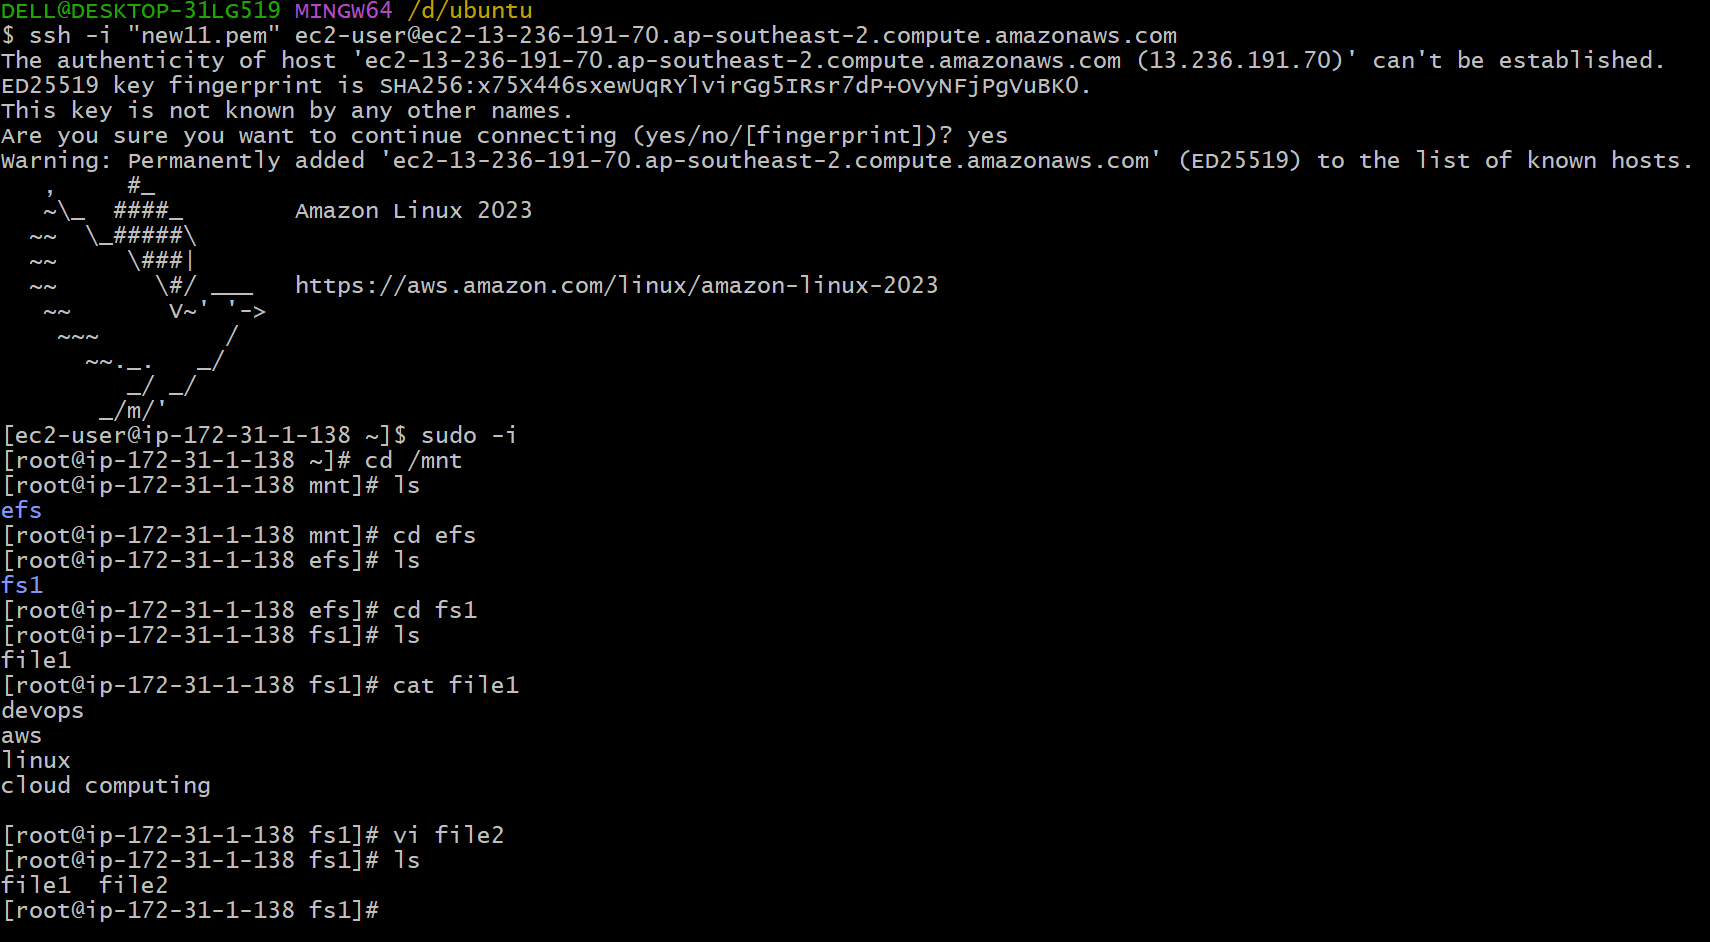 DELL@DESKTOP-31LG519 MINGW64 /d/ubuntu
$ ssh -i "new11.pem" ec2-user@ec2-13-236-191-70.ap-southeast-2.compute.amazonaws.com
The authenticity of host 'ec2-13-236-191-70.ap-southeast-2.compute.amazonaws.com (13.236.191.70)' can't be established.
ED25519 key fingerprint is SHA256:x75X446sxewUqRYlvirGg5IRsr7dP+OVyNFjPgVuBK0.
This key is not known by any other names.
Are you sure you want to continue connecting (yes/no/[fingerprint])? yes
Warning: Permanently added 'ec2-13-236-191-70.ap-southeast-2.compute.amazonaws.com' (ED25519) to the list of known hosts.
   ,     #_
   ~\_  ####_        Amazon Linux 2023
  ~~  \_#####\
  ~~     \###|
  ~~       \#/ ___   https://aws.amazon.com/linux/amazon-linux-2023
   ~~       V~' '->
    ~~~         /
      ~~._.   _/
         _/ _/
       _/m/'
[ec2-user@ip-172-31-1-138 ~]$ sudo -i
[root@ip-172-31-1-138 ~]# cd /mnt
[root@ip-172-31-1-138 mnt]# ls
efs
[root@ip-172-31-1-138 mnt]# cd efs
[root@ip-172-31-1-138 efs]# ls
fs1
[root@ip-172-31-1-138 efs]# cd fs1
[root@ip-172-31-1-138 fs1]# ls
file1
[root@ip-172-31-1-138 fs1]# cat file1
devops
aws
linux
cloud computing

[root@ip-172-31-1-138 fs1]# vi file2
[root@ip-172-31-1-138 fs1]# ls
file1  file2
[root@ip-172-31-1-138 fs1]#